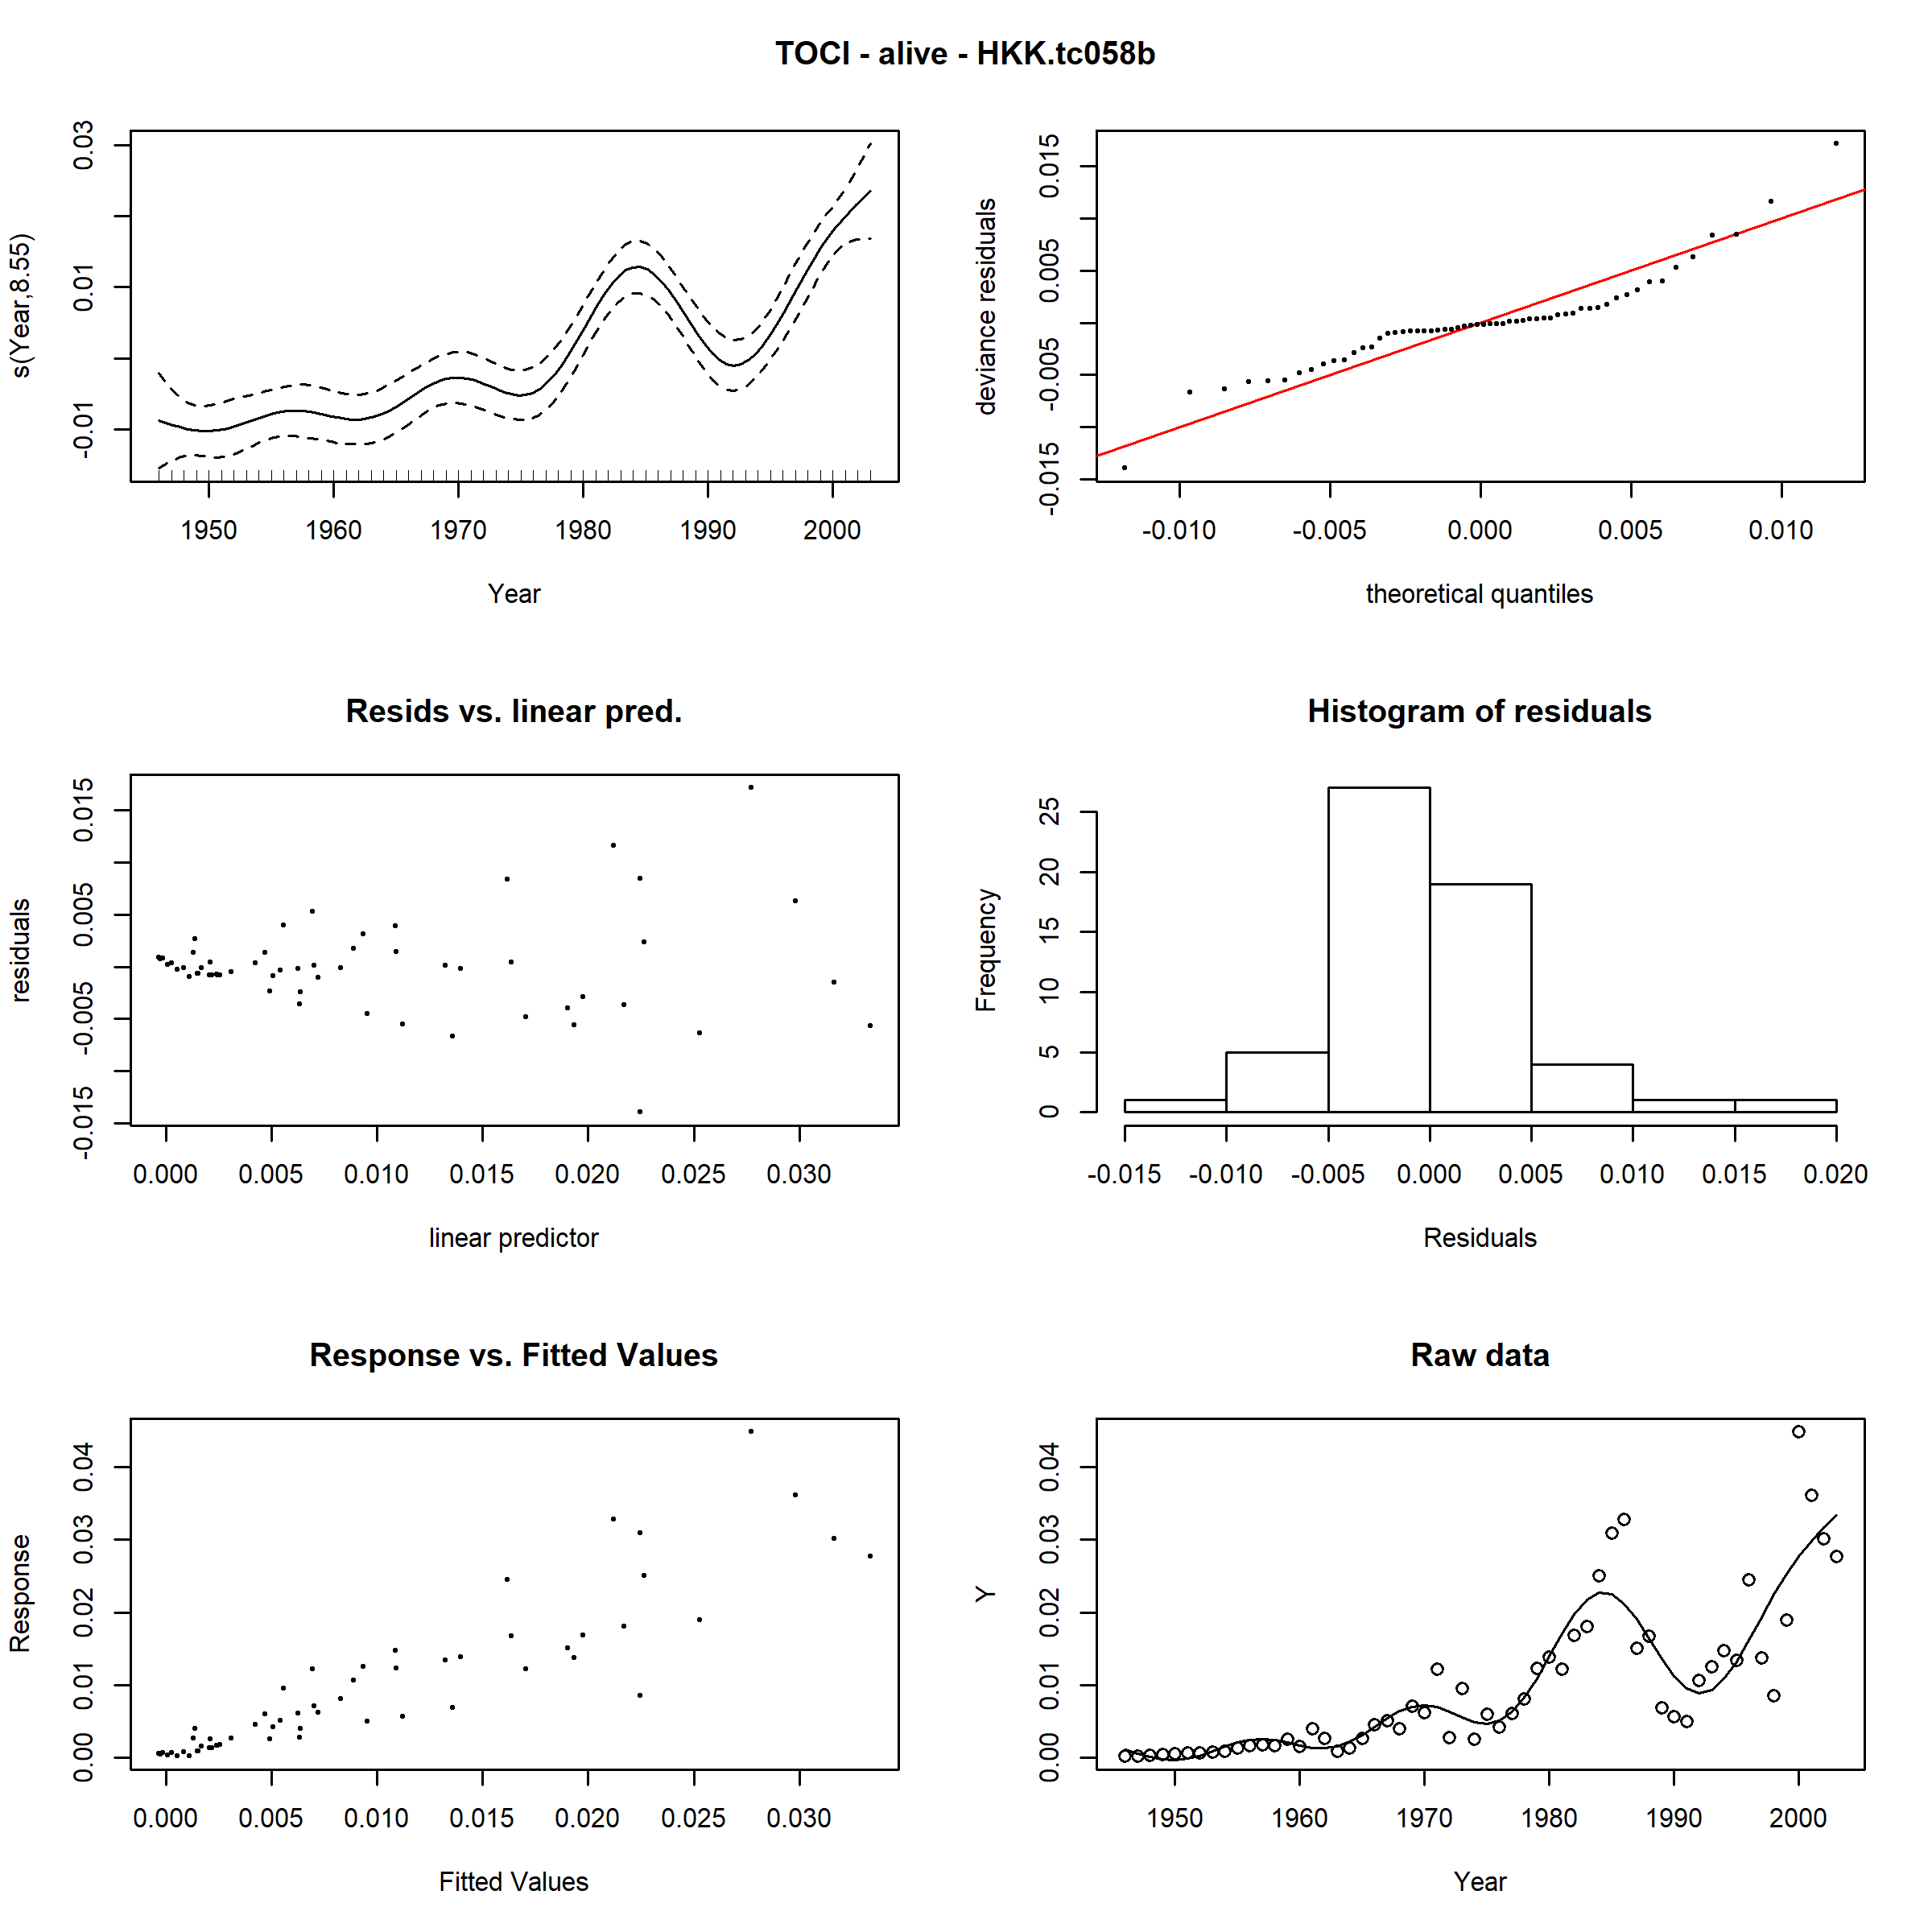 TOCI - alive - HKK.tc058b
s(Year,8.55)
-0.01 0.01 0.03
1950 1960 1970 1980 1990 2000
Year
deviance residuals
-0.015 -0.005 0.005 0.015
-0.010 -0.005 0.000 0.005 0.010
theoretical quantiles
Resids vs. linear pred.
residuals
-0.015 -0.005 0.005 0.015
0.000 0.005 0.010 0.015 0.020 0.025 0.030
linear predictor
Histogram of residuals
Frequency
0 5 10 15 20 25
-0.015 -0.010 -0.005 0.000 0.005 0.010 0.015 0.020
Residuals
Response vs. Fitted Values
Response
0.00 0.01 0.02 0.03 0.04
0.000 0.005 0.010 0.015 0.020 0.025 0.030
Fitted Values
Raw data
Y
0.00 0.01 0.02 0.03 0.04
1950 1960 1970 1980 1990 2000
Year